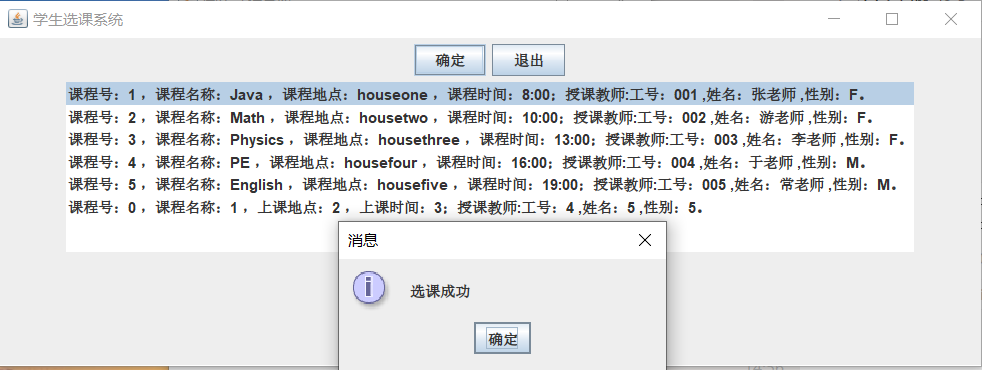 学生选课系统
确定 退出
课程号：1 ，课程名称：Java ，课程地点：houseone ，课程时间：8:00；授课教师:工号：001 ,姓名：张老师 ,性别：F。
课程号：2 ，课程名称：Math ，课程地点：housetwo ，课程时间：10:00；授课教师:工号：002 ,姓名：游老师 ,性别：F。
课程号：3 ，课程名称：Physics ，课程地点：housethree ，课程时间：13:00；授课教师:工号：003 ,姓名：李老师 ,性别：F。
课程号：4 ，课程名称：PE ，课程地点：housefour ，课程时间：16:00；授课教师:工号：004 ,姓名：于老师 ,性别：M。
课程号：5 ，课程名称：English ，课程地点：housefive ，课程时间：19:00；授课教师:工号：005 ,姓名：常老师 ,性别：M。
课程号：0 ，课程名称：1 ，上课地点：2 ，上课时间：3；授课教师:工号：4 ,姓名：5 ,性别：5。
消息
选课成功
确定